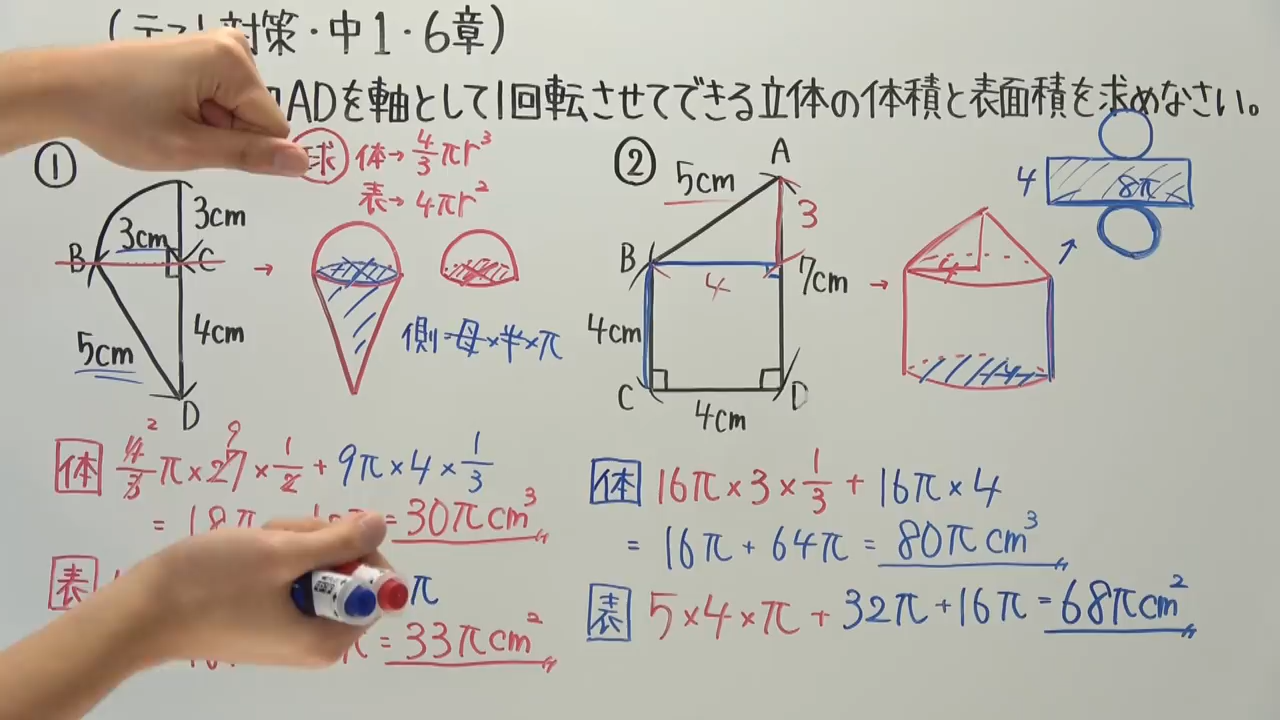 (テスト対策・中1・6章)
ADを軸として1回転させてできる立体の体積と表面積を求めなさい。
① 球 体→4/3πr³
表→4πr²
3cm
3cm
B
C
4cm
5cm
D
側=母×半×π
② A
5cm
3
B
4
7cm
4cm
C
4cm
D
4
4
8π
体 4/3π×27×1/2+9π×4×1/3
2
9
=18π
=30πcm³
表
π
=33πcm²
体 16π×3×1/3+16π×4
=16π+64π=80πcm³
表 5×4×π+32π+16π=68πcm²